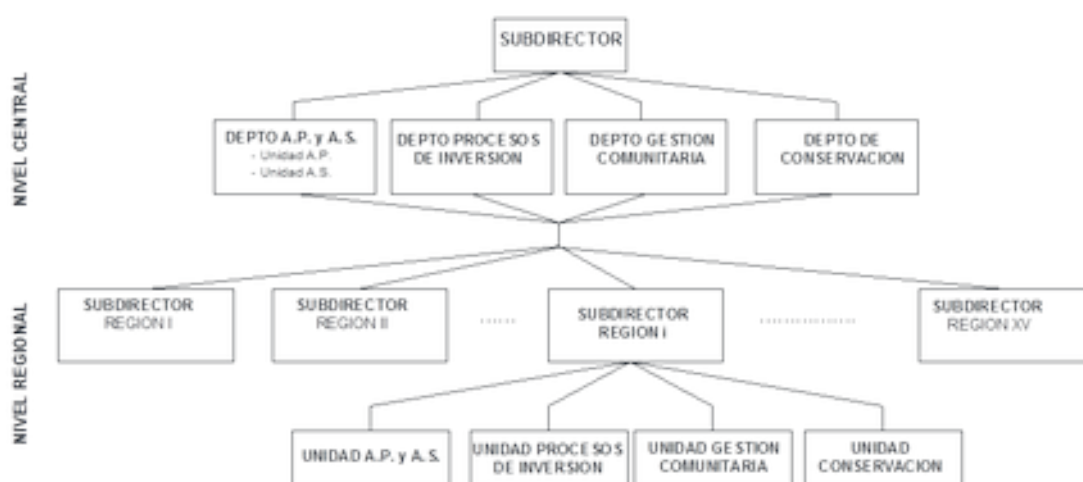 NIVEL CENTRAL
SUBDIRECTOR
DEPTO A.P. y A.S.
- Unidad A.P.
- Unidad A.S.
DEPTO PROCESOS
DE INVERSION
DEPTO GESTION
COMUNITARIA
DEPTO DE
CONSERVACION
NIVEL REGIONAL
SUBDIRECTOR
REGION I
SUBDIRECTOR
REGION II
......
SUBDIRECTOR
REGION i
................
SUBDIRECTOR
REGION XV
UNIDAD A.P. y A.S.
UNIDAD PROCESOS
DE INVERSION
UNIDAD GESTION
COMUNITARIA
UNIDAD
CONSERVACION